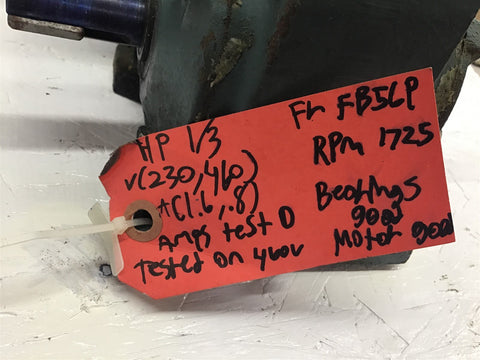 HP 1/3
V(230,460)
A(1.6,.8)
Amps test 0
Tested on 460V
Fr FB56P
RPM 1725
Bearings
good
Motor good